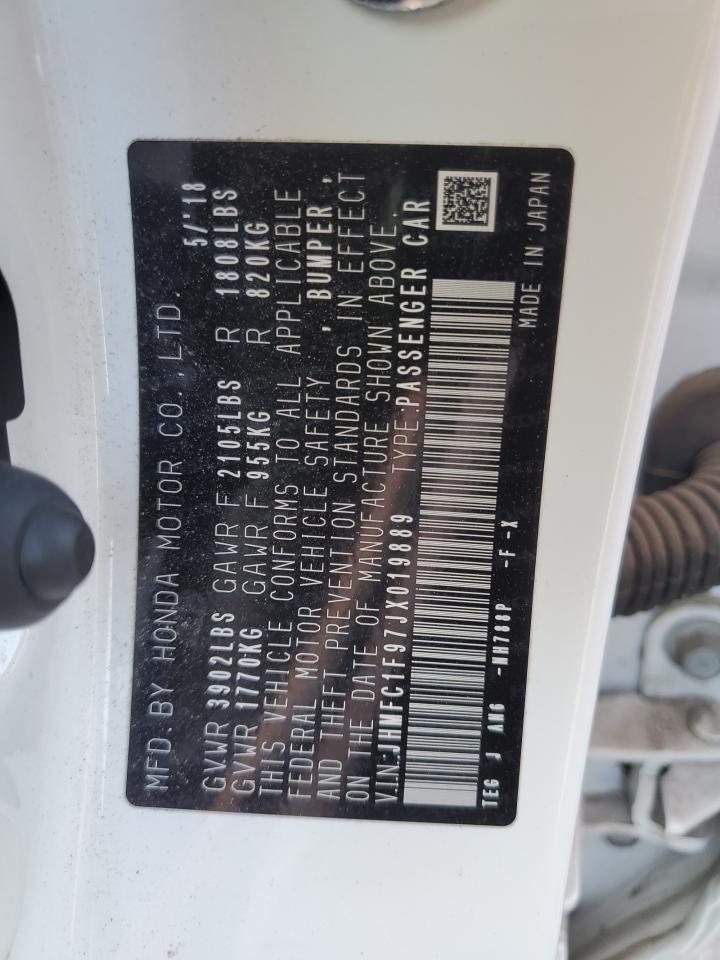 MFD. BY HONDA MOTOR CO., LTD. 5/'18
GVWR 3902LBS GAWR F 2105LBS R 1808LBS
GVWR 1770KG GAWR F 955KG R 820KG
THIS VEHICLE CONFORMS TO ALL APPLICABLE
FEDERAL MOTOR VEHICLE SAFETY , BUMPER ,
AND THEFT PREVENTION STANDARDS IN EFFECT
ON THE DATE OF MANUFACTURE SHOWN ABOVE.
V.I.N:JHMFC1F97JX019889 TYPE:PASSENGER CAR
TEG J AN6 -NH788P -F-X MADE IN JAPAN